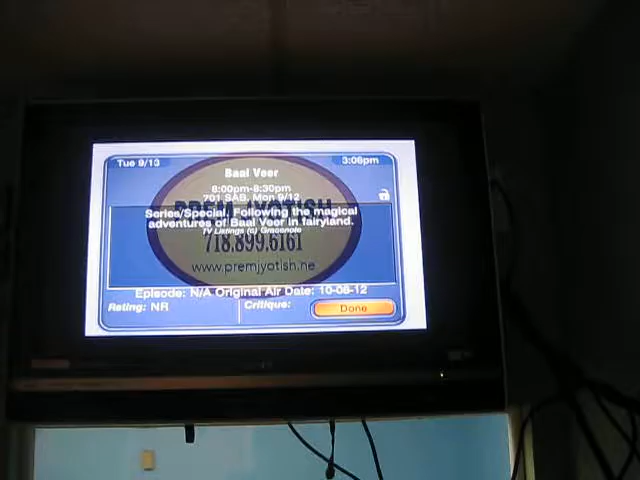 Tue 9/13
3:06pm
Baal Veer
8:00pm-8:30pm
701 SAB, Mon 9/12
PREM JYOTISH
Series/Special. Following the magical
adventures of Baal Veer in fairyland.
TV Listings (c) Gracenote
718.899.6161
www.premjyotish.ne
Episode: N/A Original Air Date: 10-08-12
Rating: NR
Critique:
Done